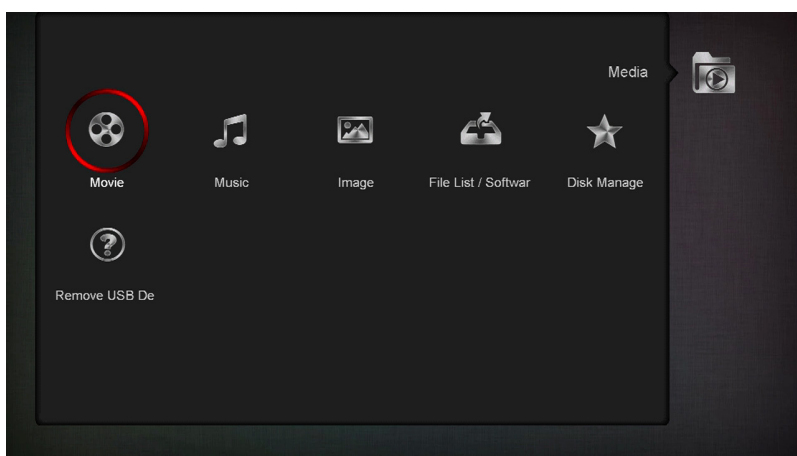 Media
Movie
Music
Image
File List / Softwar
Disk Manage
Remove USB De